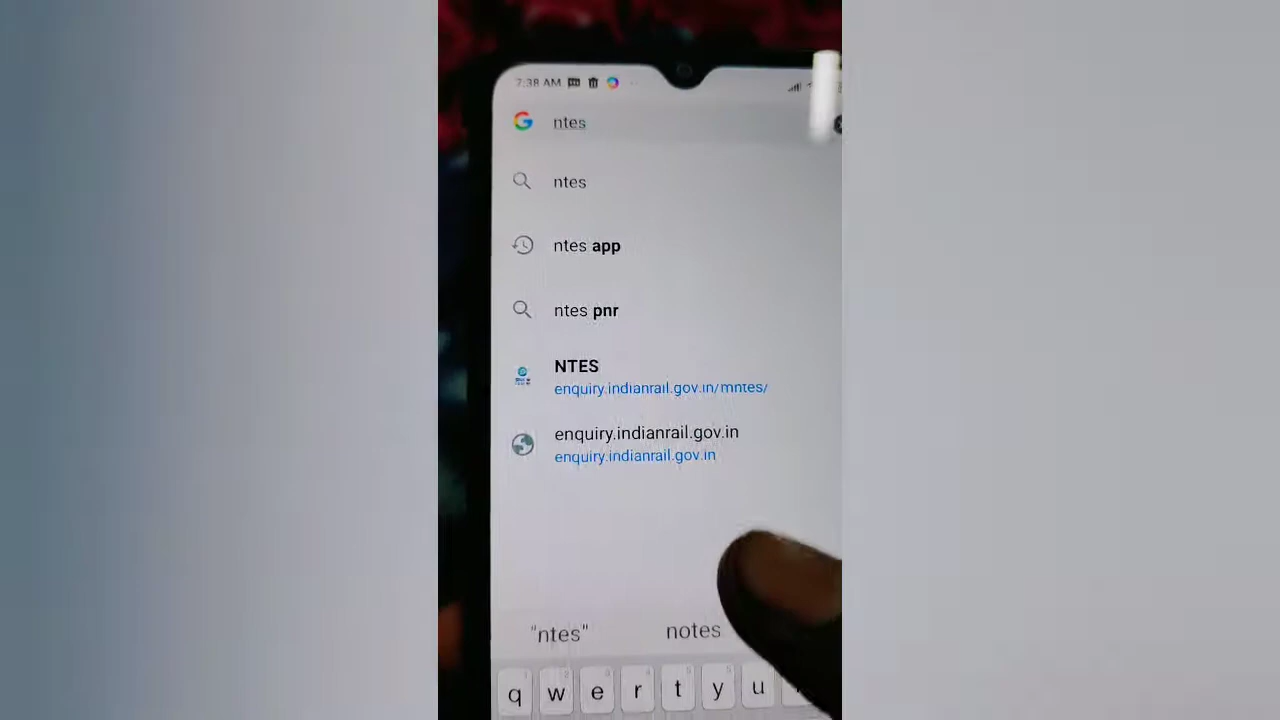 7:38 AM
ntes
ntes
ntes app
ntes pnr
NTES
enquiry.indianrail.gov.in/mntes/
enquiry.indianrail.gov.in
enquiry.indianrail.gov.in
"ntes" notes
q w e r t y u